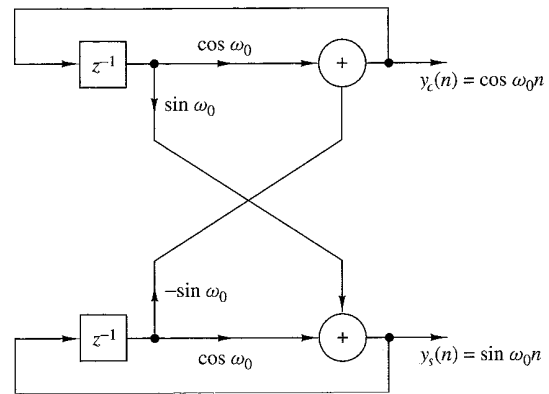 cos ω₀
z⁻¹
+
y_c(n) = cos ω₀n
sin ω₀
−sin ω₀
z⁻¹
+
cos ω₀
y_s(n) = sin ω₀n